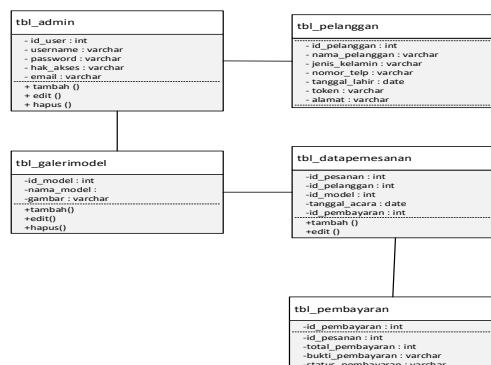 tbl_admin
- id_user : int
- username : varchar
- password : varchar
- hak_akses : varchar
- email : varchar
+ tambah ()
+ edit ()
+ hapus ()
tbl_pelanggan
- id_pelanggan : int
- nama_pelanggan : varchar
- jenis_kelamin : varchar
- nomor_telp : varchar
- tanggal_lahir : date
- token : varchar
- alamat : varchar
tbl_galerimodel
-id_model : int
-nama_model :
-gambar : varchar
+tambah()
+edit()
+hapus()
tbl_datapemesanan
-id_pesanan : int
-id_pelanggan : int
-id_model : int
-tanggal_acara : date
-id_pembayaran : int
+tambah ()
+edit ()
tbl_pembayaran
-id_pembayaran : int
-id_pesanan : int
-total_pembayaran : int
-bukti_pembayaran : varchar
-status_pembayaran : varchar